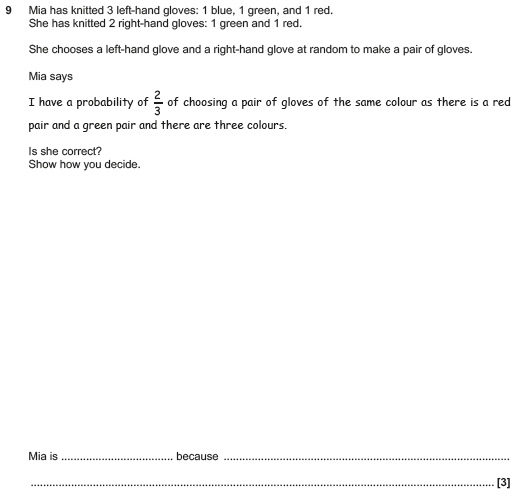 9 Mia has knitted 3 left-hand gloves: 1 blue, 1 green, and 1 red.
She has knitted 2 right-hand gloves: 1 green and 1 red.
She chooses a left-hand glove and a right-hand glove at random to make a pair of gloves.
Mia says
I have a probability of 2/3 of choosing a pair of gloves of the same colour as there is a red
pair and a green pair and there are three colours.
Is she correct?
Show how you decide.
Mia is .................................... because ............................................................................................
...................................................................................................................................................... [3]